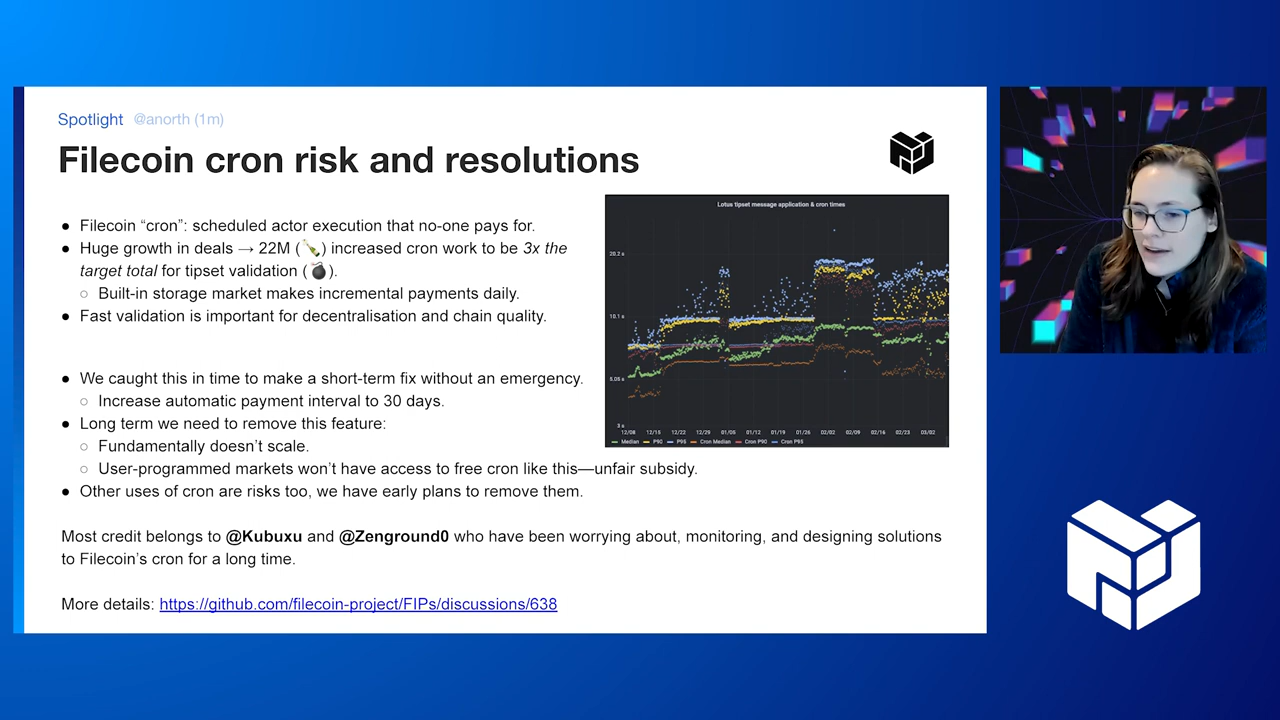 Spotlight @anorth (1m)
Filecoin cron risk and resolutions
● Filecoin “cron”: scheduled actor execution that no-one pays for.
● Huge growth in deals → 22M (🍾) increased cron work to be 3x the
target total for tipset validation (💣).
○ Built-in storage market makes incremental payments daily.
● Fast validation is important for decentralisation and chain quality.
● We caught this in time to make a short-term fix without an emergency.
○ Increase automatic payment interval to 30 days.
● Long term we need to remove this feature:
○ Fundamentally doesn’t scale.
○ User-programmed markets won’t have access to free cron like this—unfair subsidy.
● Other uses of cron are risks too, we have early plans to remove them.
Most credit belongs to @Kubuxu and @Zenground0 who have been worrying about, monitoring, and designing solutions
to Filecoin’s cron for a long time.
More details: https://github.com/filecoin-project/FIPs/discussions/638
Lotus tipset message application & cron times
20.2 s
10.1 s
5.05 s
3 s
12/08 12/15 12/22 12/29 01/05 01/12 01/19 01/26 02/02 02/09 02/16 02/23 03/02
Median P90 P95 Cron Median Cron P90 Cron P95